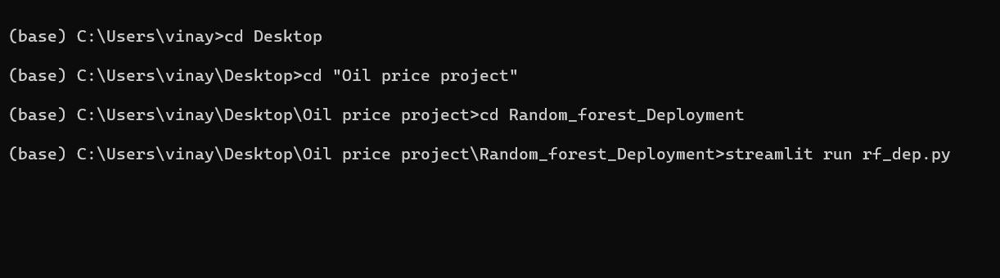 (base) C:\Users\vinay>cd Desktop
(base) C:\Users\vinay\Desktop>cd "Oil price project"
(base) C:\Users\vinay\Desktop\Oil price project>cd Random_forest_Deployment
(base) C:\Users\vinay\Desktop\Oil price project\Random_forest_Deployment>streamlit run rf_dep.py